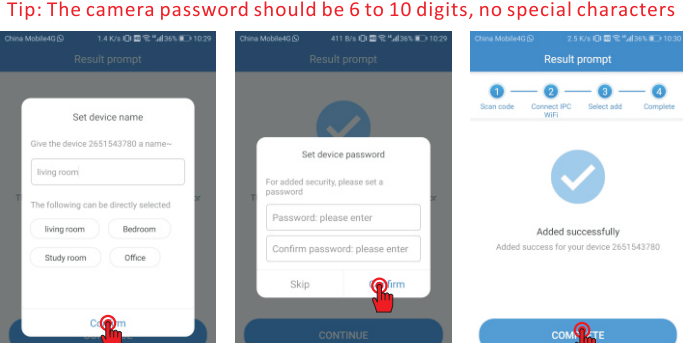 Tip: The camera password should be 6 to 10 digits, no special characters
China Mobile4G 1.4 K/s 36% 10:29
Result prompt
Set device name
Give the device 2651543780 a name~
living room
The following can be directly selected
living room Bedroom
Study room Office
China Mobile4G 411 B/s 36% 10:29
Result prompt
Set device password
For added security, please set a
password
Password: please enter
Confirm password: please enter
Skip
CONTINUE
China Mobile4G 2.5 K/s 36% 10:30
Result prompt
1 2 3 4
Scan code Connect IPC Select add Complete
WiFi
Added successfully
Added success for your device 2651543780